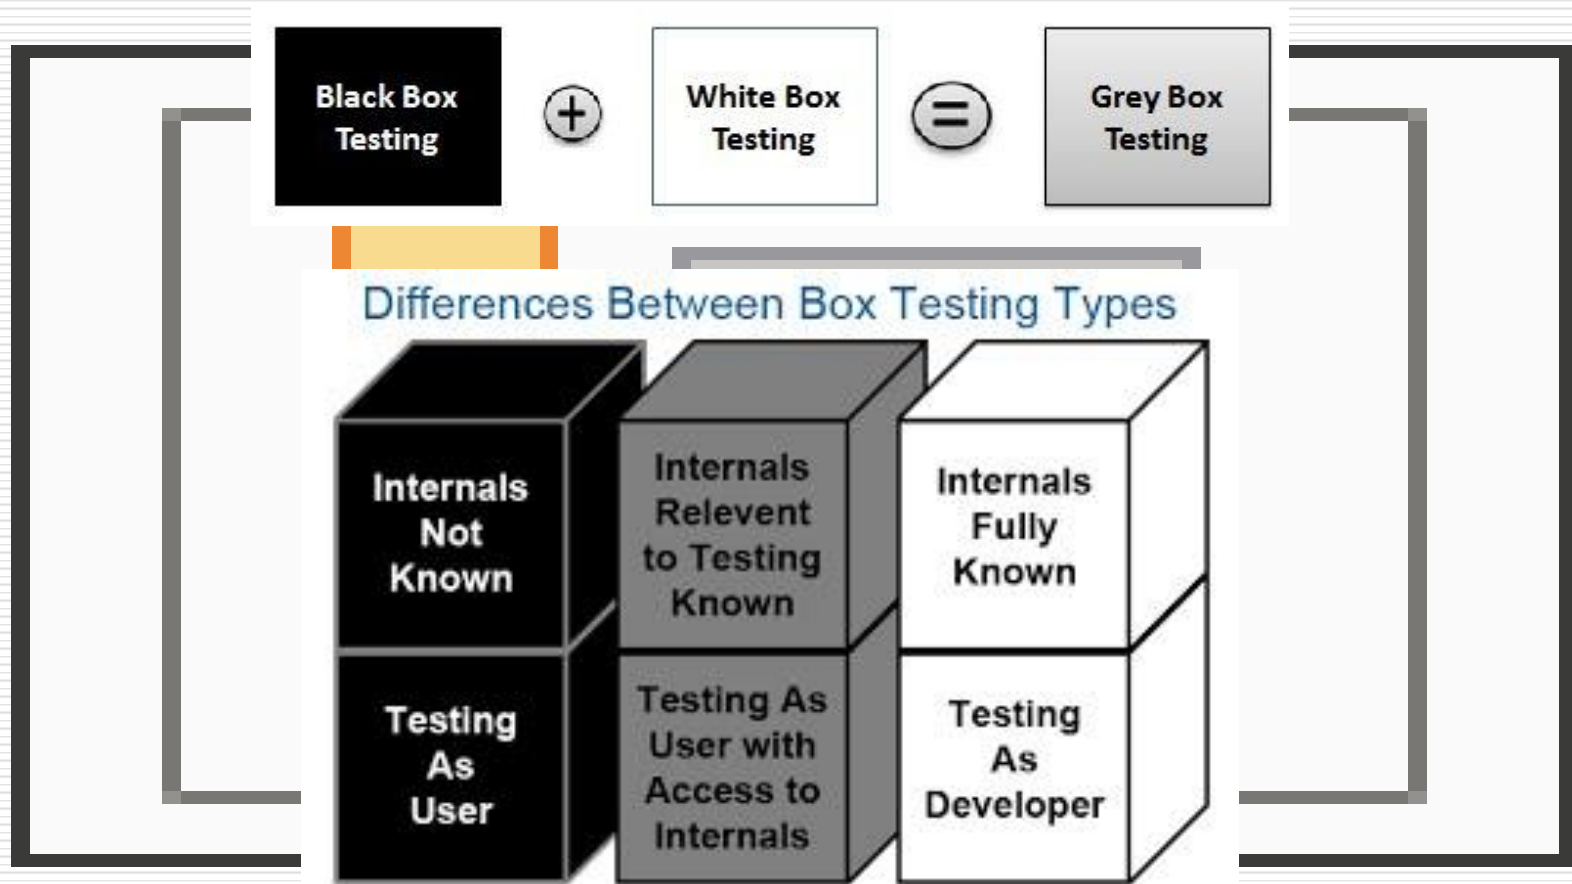 Black Box
Testing
+
White Box
Testing
=
Grey Box
Testing
Differences Between Box Testing Types
Internals
Not
Known
Internals
Relevent
to Testing
Known
Internals
Fully
Known
Testing
As
User
Testing As
User with
Access to
Internals
Testing
As
Developer